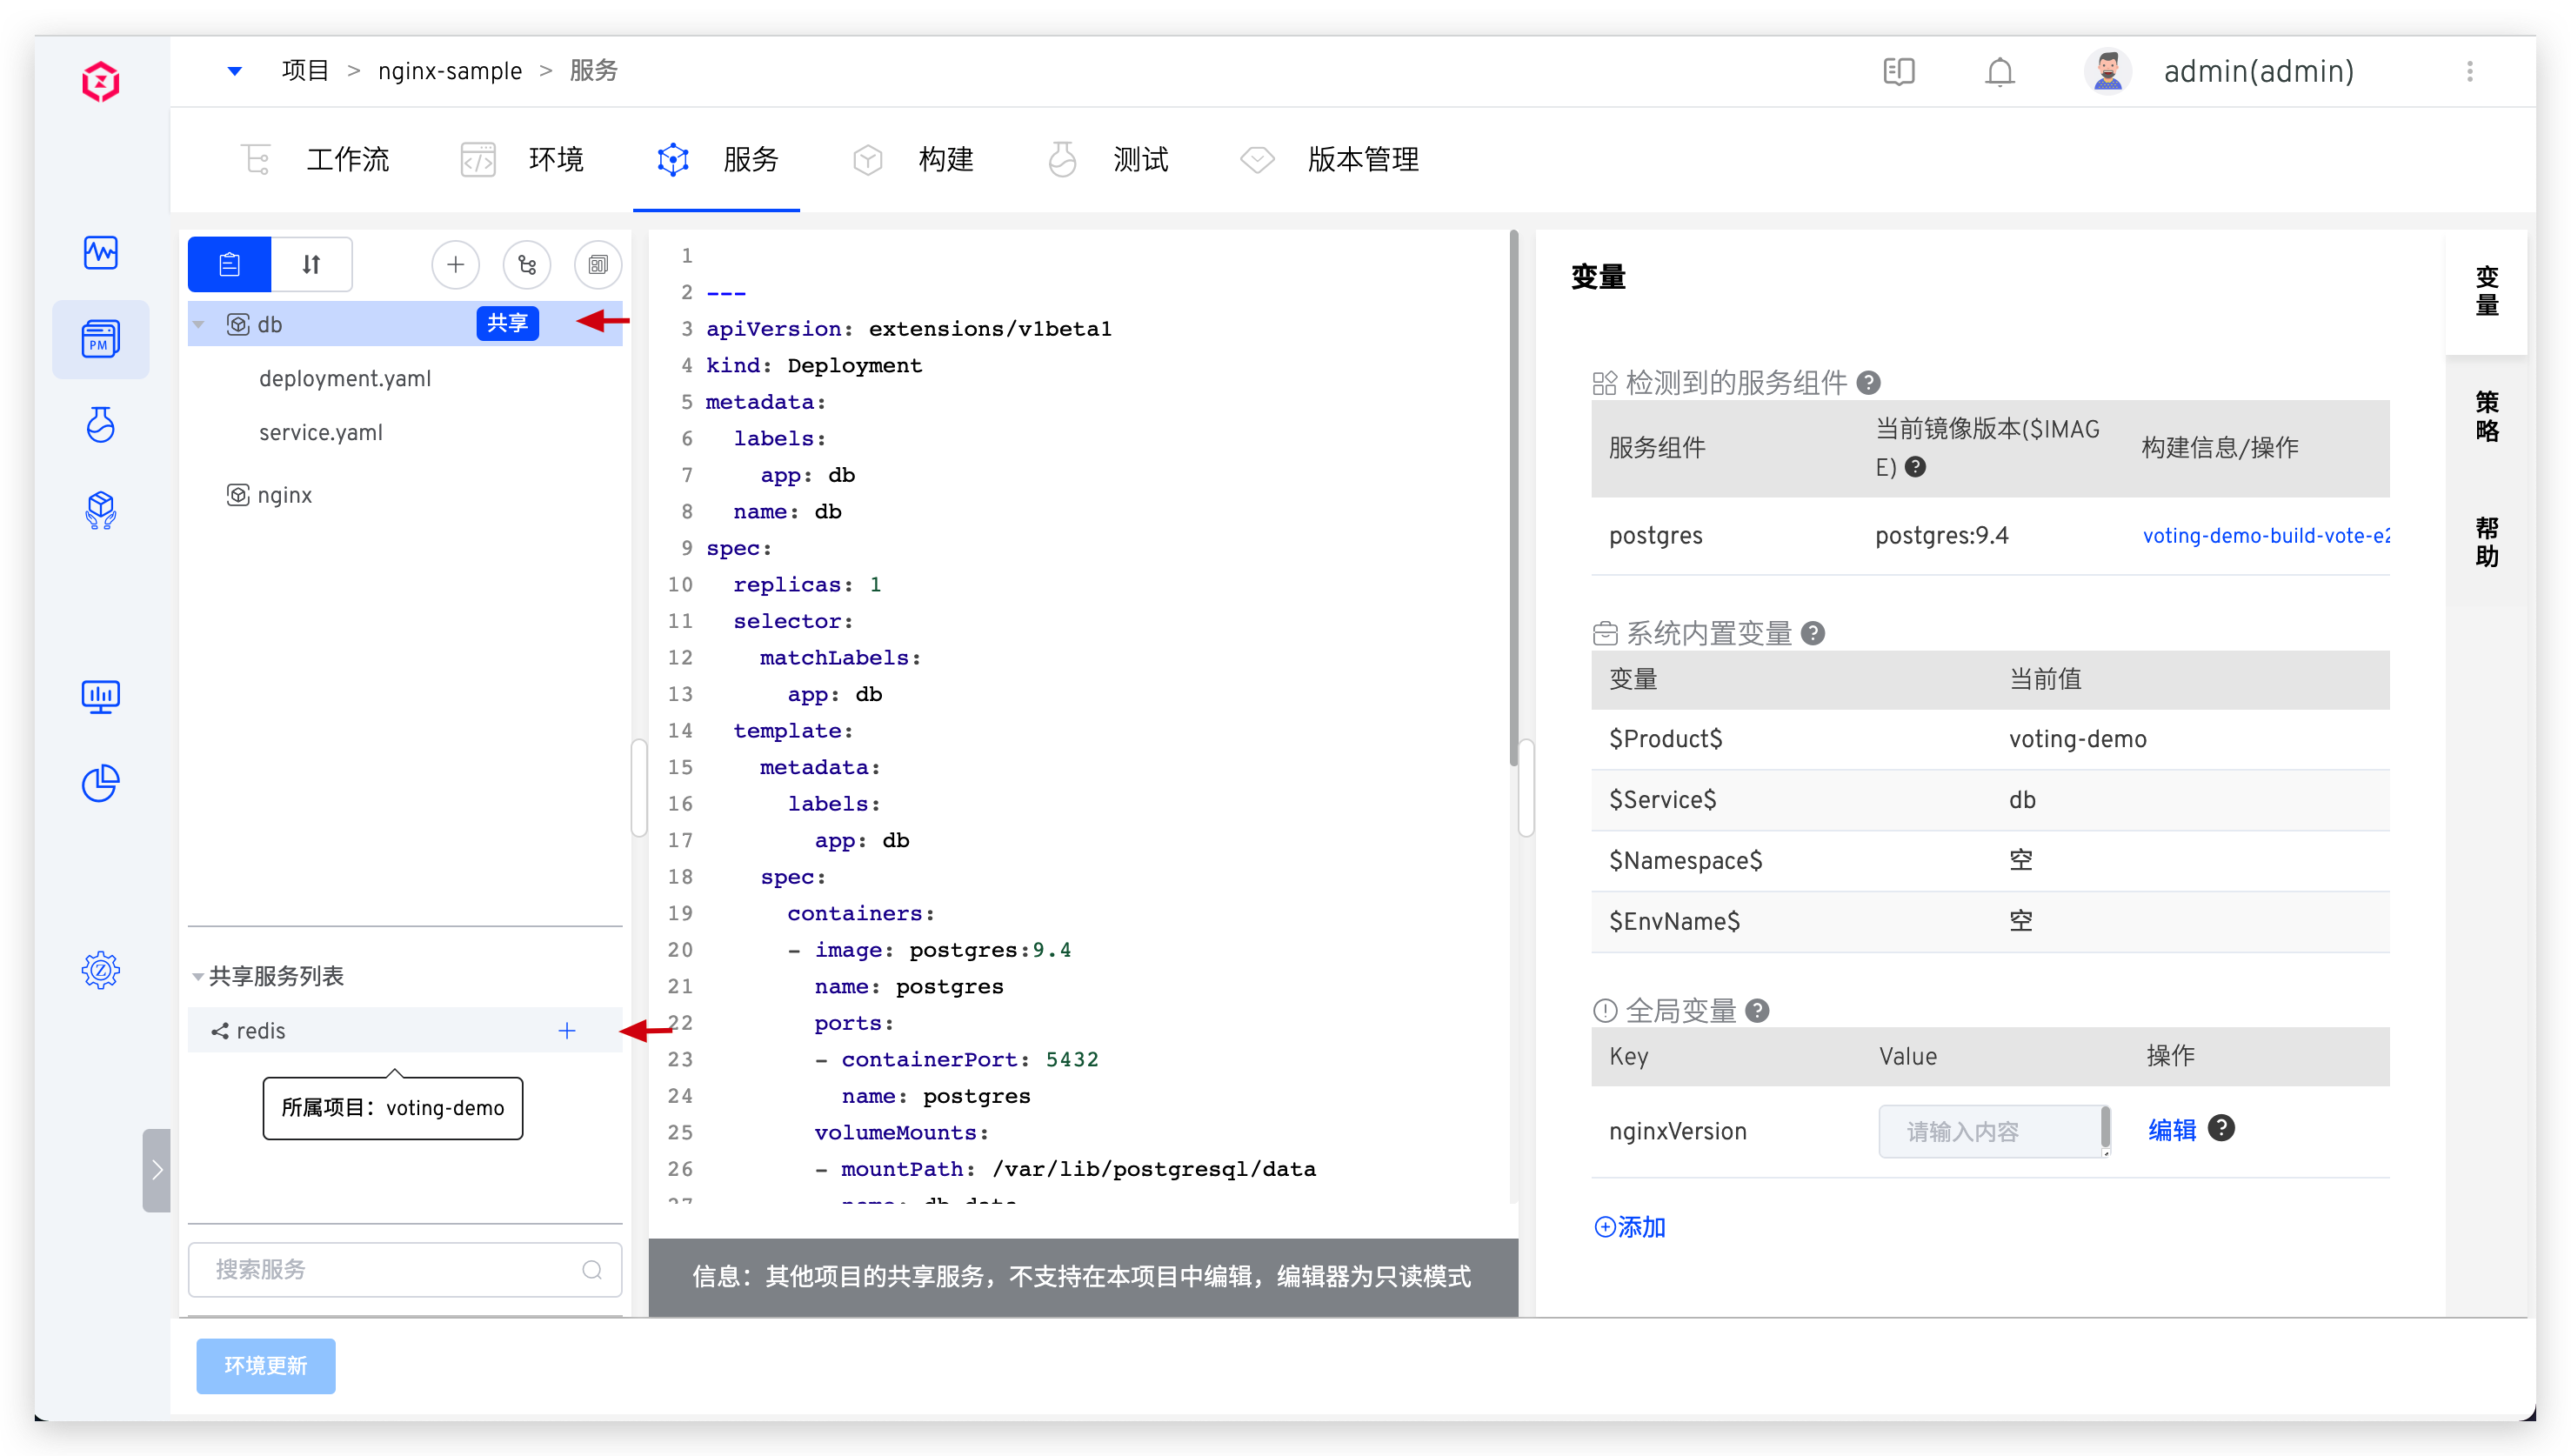 项目 > nginx-sample > 服务
admin(admin)
工作流 环境 服务 构建 测试 版本管理
PM
db 共享
deployment.yaml
service.yaml
nginx
共享服务列表
redis
所属项目：voting-demo
搜索服务
环境更新
1
2 ---
3 apiVersion: extensions/v1beta1
4 kind: Deployment
5 metadata:
6 labels:
7 app: db
8 name: db
9 spec:
10 replicas: 1
11 selector:
12 matchLabels:
13 app: db
14 template:
15 metadata:
16 labels:
17 app: db
18 spec:
19 containers:
20 - image: postgres:9.4
21 name: postgres
22 ports:
23 - containerPort: 5432
24 name: postgres
25 volumeMounts:
26 - mountPath: /var/lib/postgresql/data
信息：其他项目的共享服务，不支持在本项目中编辑，编辑器为只读模式
变量
检测到的服务组件
服务组件 当前镜像版本($IMAG
E) 构建信息/操作
postgres postgres:9.4 voting-demo-build-vote-e2
系统内置变量
变量 当前值
$Product$ voting-demo
$Service$ db
$Namespace$ 空
$EnvName$ 空
全局变量
Key Value 操作
nginxVersion 请输入内容 编辑
添加
变量
策略
帮助